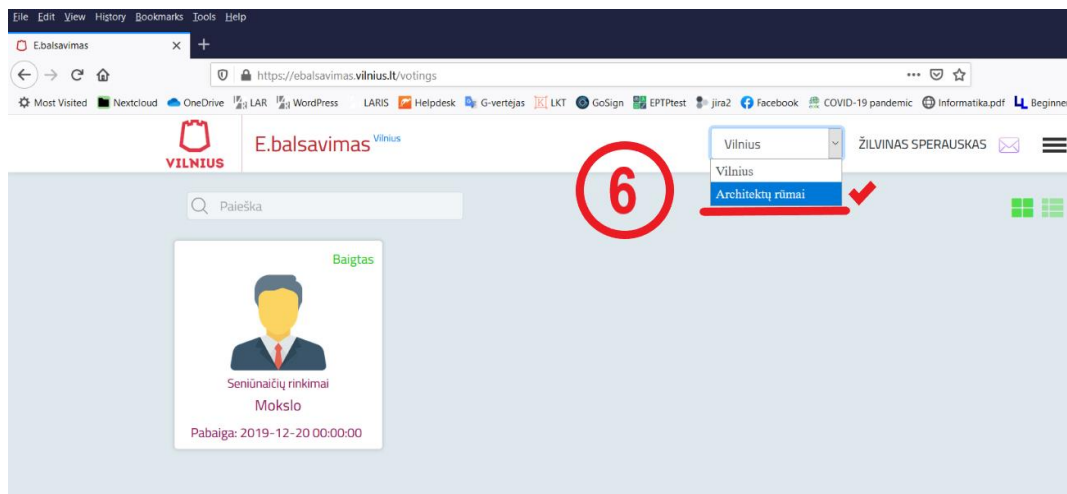 File Edit View History Bookmarks Tools Help
E.balsavimas
https://ebalsavimas.vilnius.lt/votings
Most Visited Nextcloud OneDrive LAR WordPress LARIS Helpdesk G-vertėjas LKT GoSign EPTPtest jira2 Facebook COVID-19 pandemic Informatika.pdf Beginne
VILNIUS
E.balsavimas Vilnius
Vilnius
ŽILVINAS SPERAUSKAS
Vilnius
Architektų rūmai
6
Paieška
Baigtas
Seniūnaičių rinkimai
Mokslo
Pabaiga: 2019-12-20 00:00:00